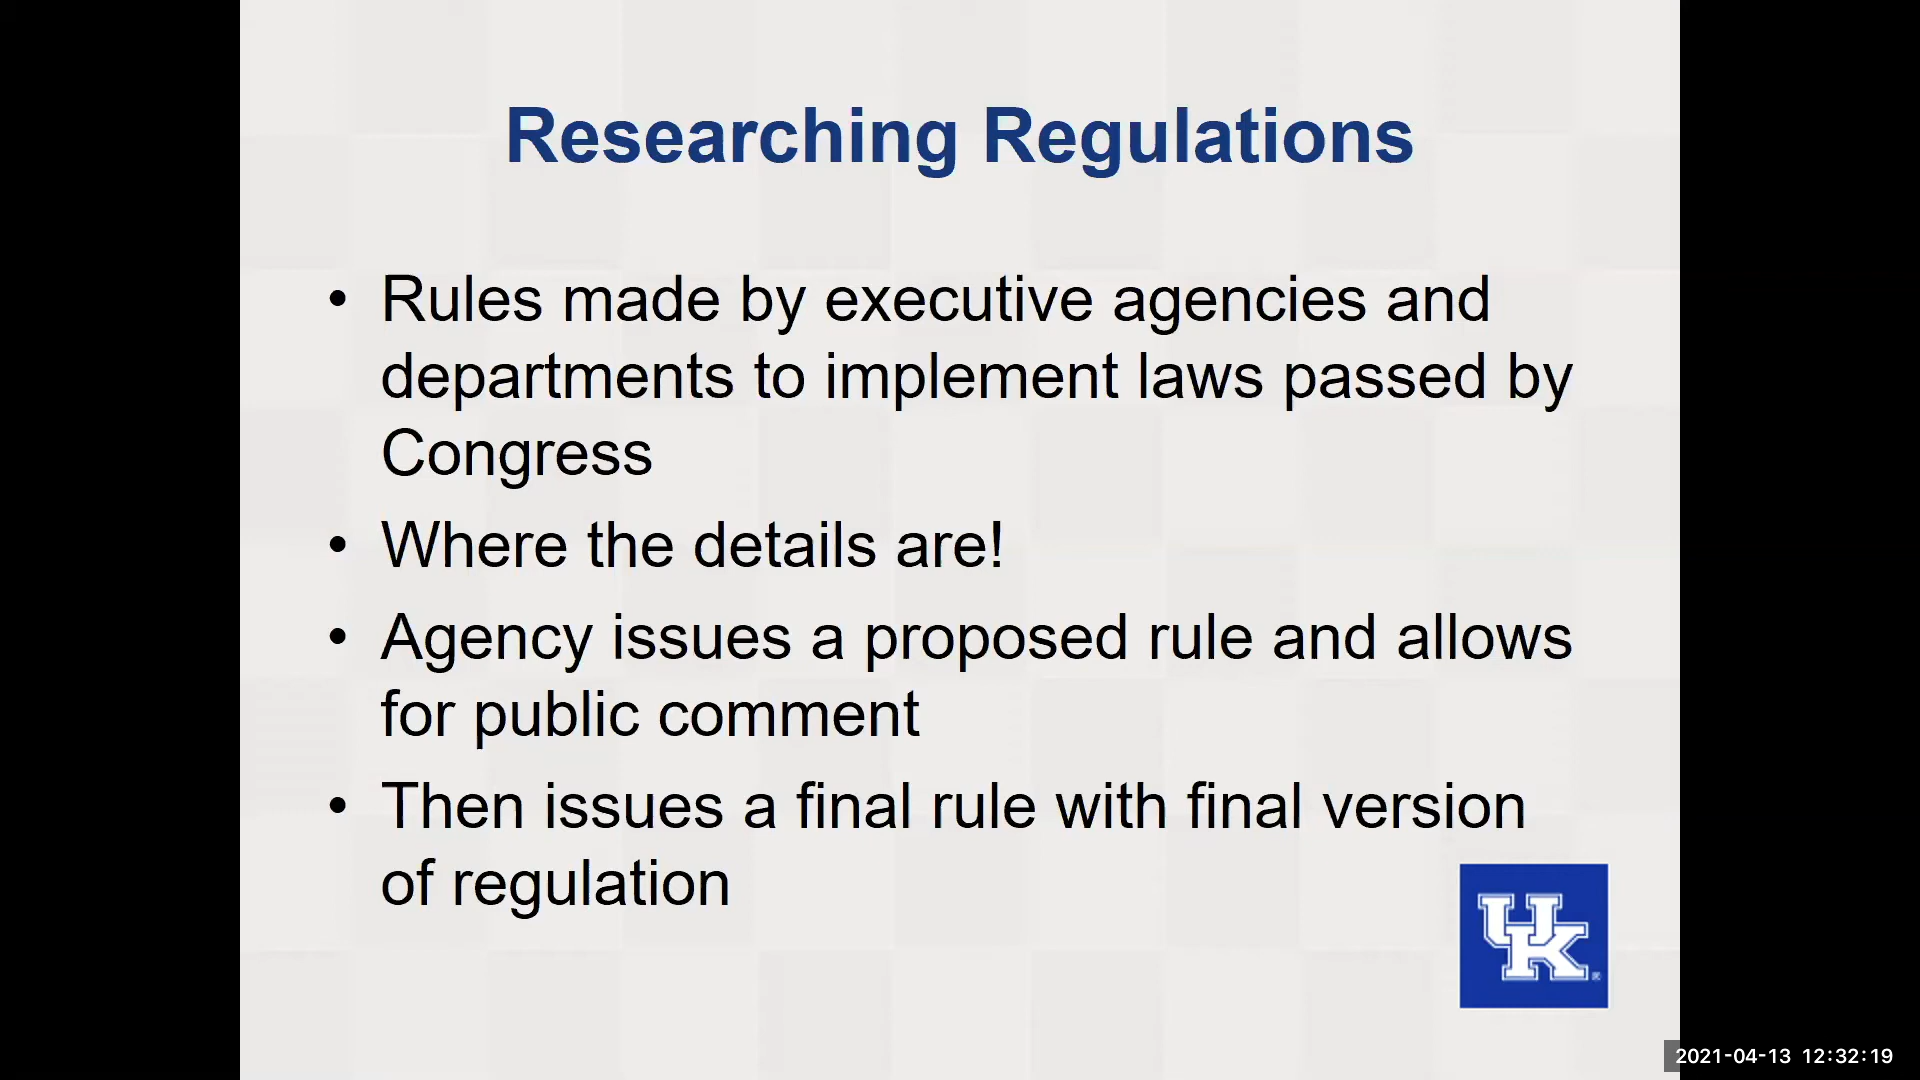 Researching Regulations
• Rules made by executive agencies and
departments to implement laws passed by
Congress
• Where the details are!
• Agency issues a proposed rule and allows
for public comment
• Then issues a final rule with final version
of regulation
UK
2021-04-13 12:32:19